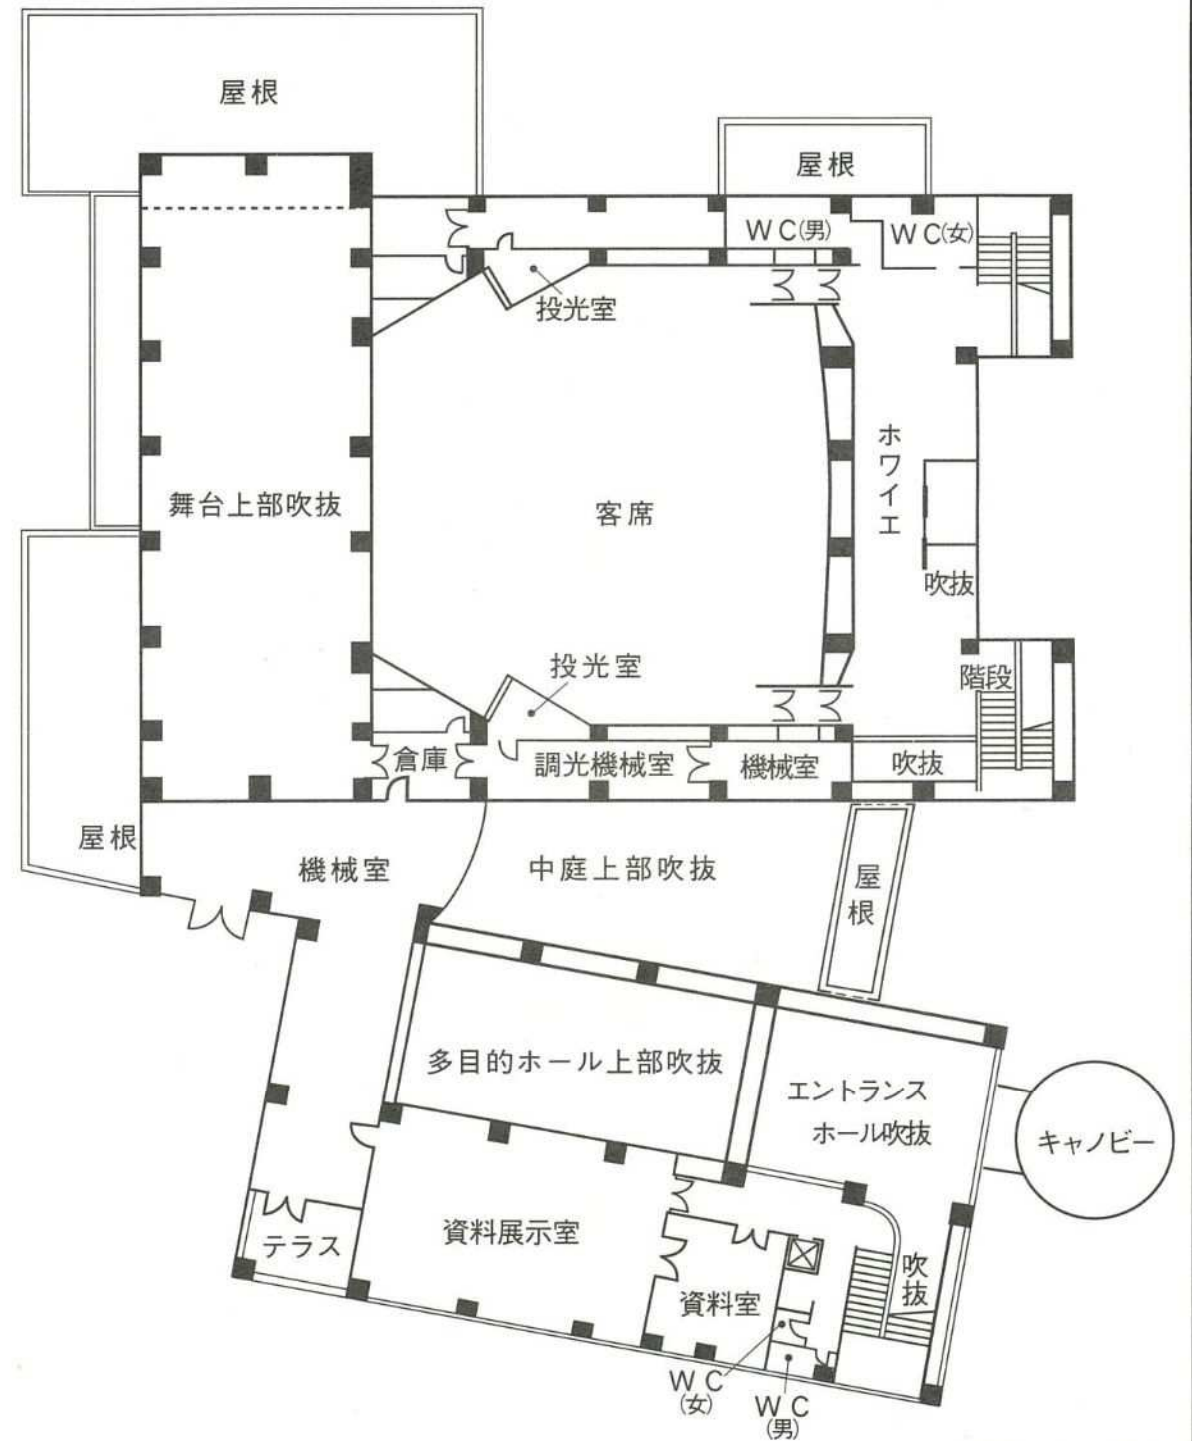 屋根
屋根
WC(男)
WC(女)
投光室
ホワイエ
舞台上部吹抜
客席
吹抜
投光室
階段
倉庫
調光機械室
機械室
吹抜
屋根
機械室
中庭上部吹抜
屋根
多目的ホール上部吹抜
エントランス
ホール吹抜
キャノピー
資料展示室
テラス
吹抜
資料室
WC
(女)
WC
(男)